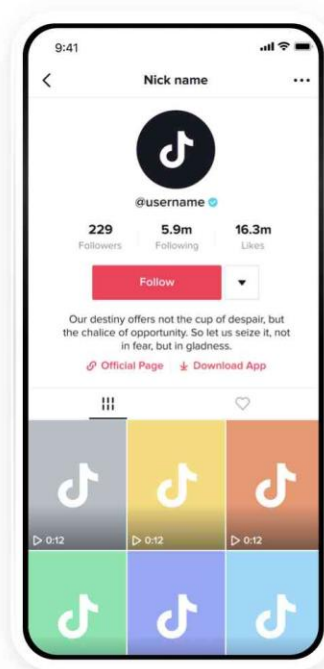 9:41
Nick name
@username
229 5.9m 16.3m
Followers Following Likes
Follow
Our destiny offers not the cup of despair, but
the chalice of opportunity. So let us seize it, not
in fear, but in gladness.
Official Page Download App
0:12 0:12 0:12